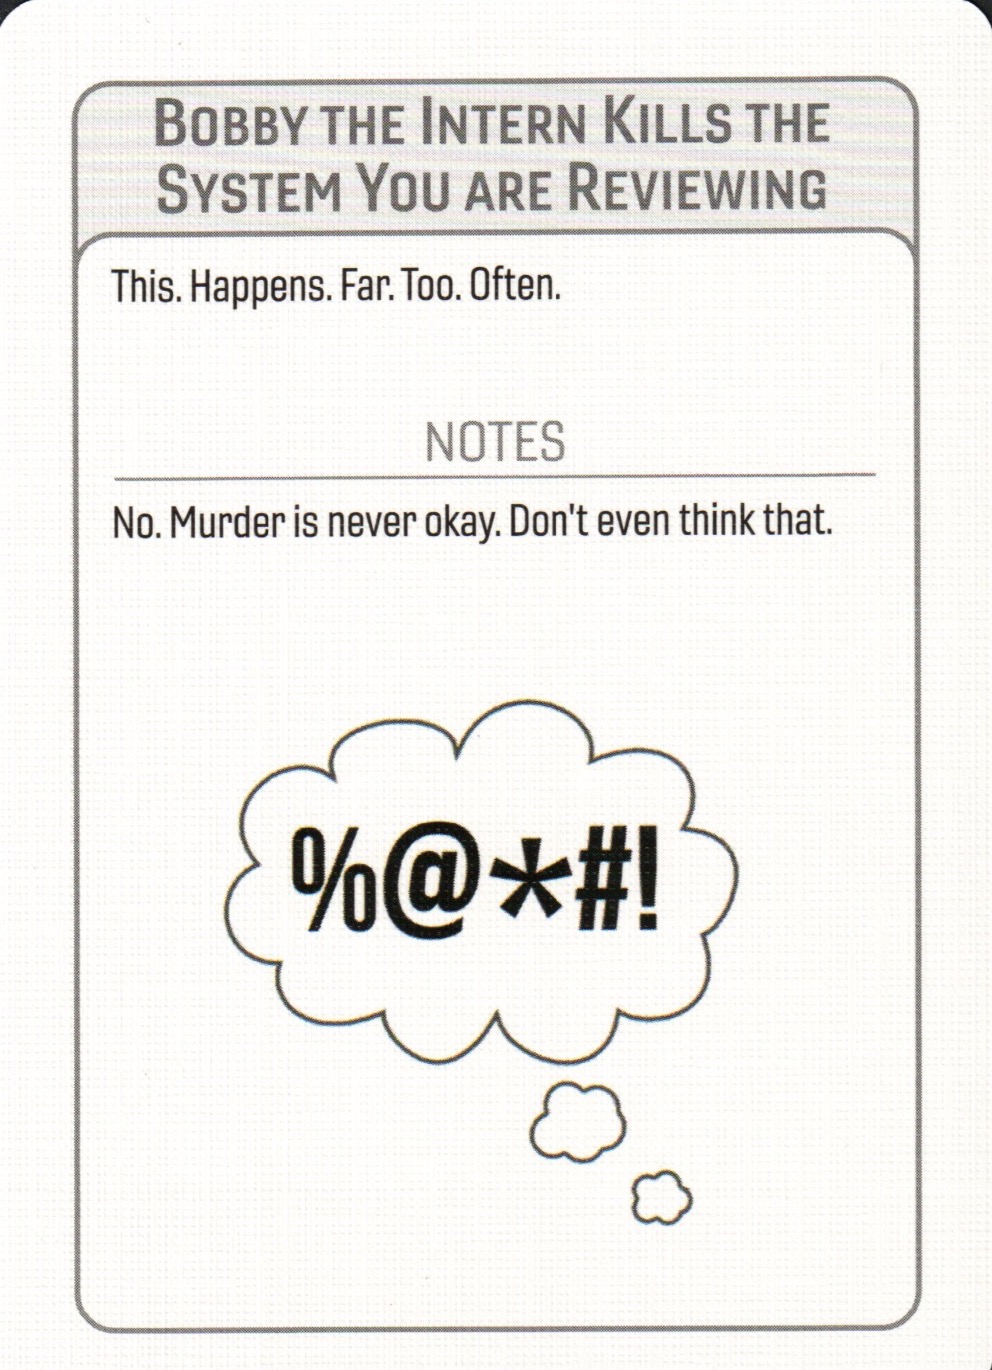 Bobby the Intern Kills the
System You are Reviewing
This. Happens. Far. Too. Often.
NOTES
No. Murder is never okay. Don't even think that.
%@*#!